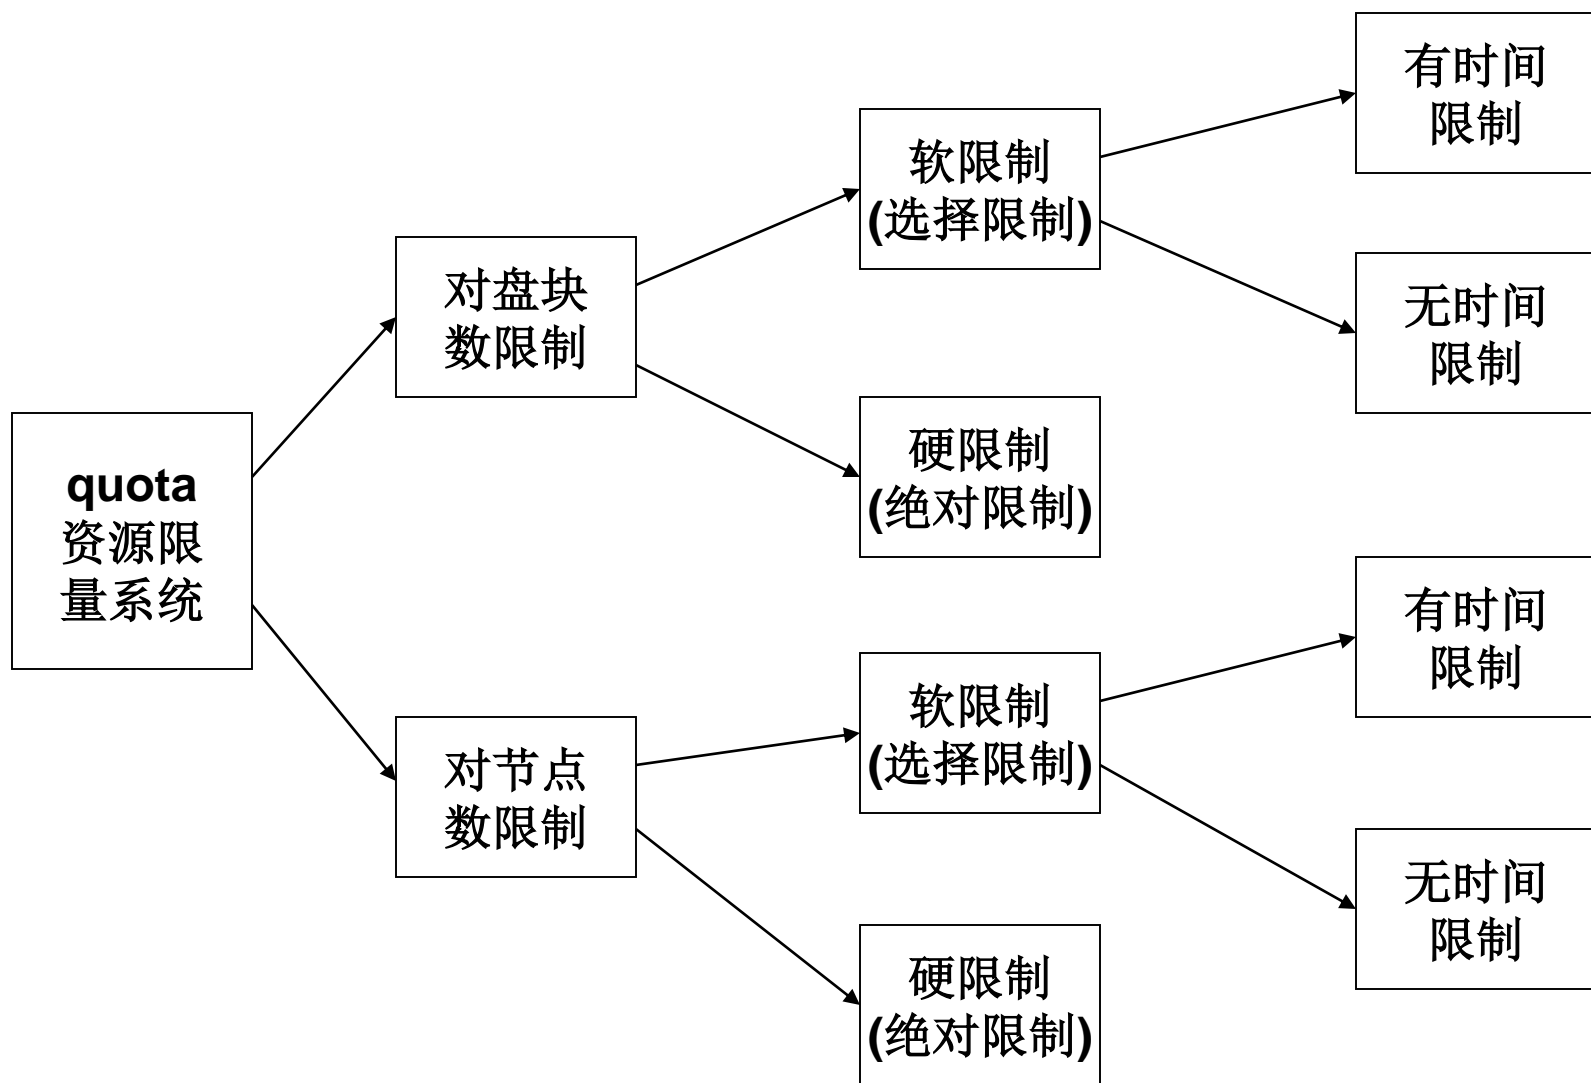 quota
资源限
量系统
对盘块
数限制
软限制
(选择限制)
有时间
限制
无时间
限制
硬限制
(绝对限制)
对节点
数限制
软限制
(选择限制)
有时间
限制
无时间
限制
硬限制
(绝对限制)